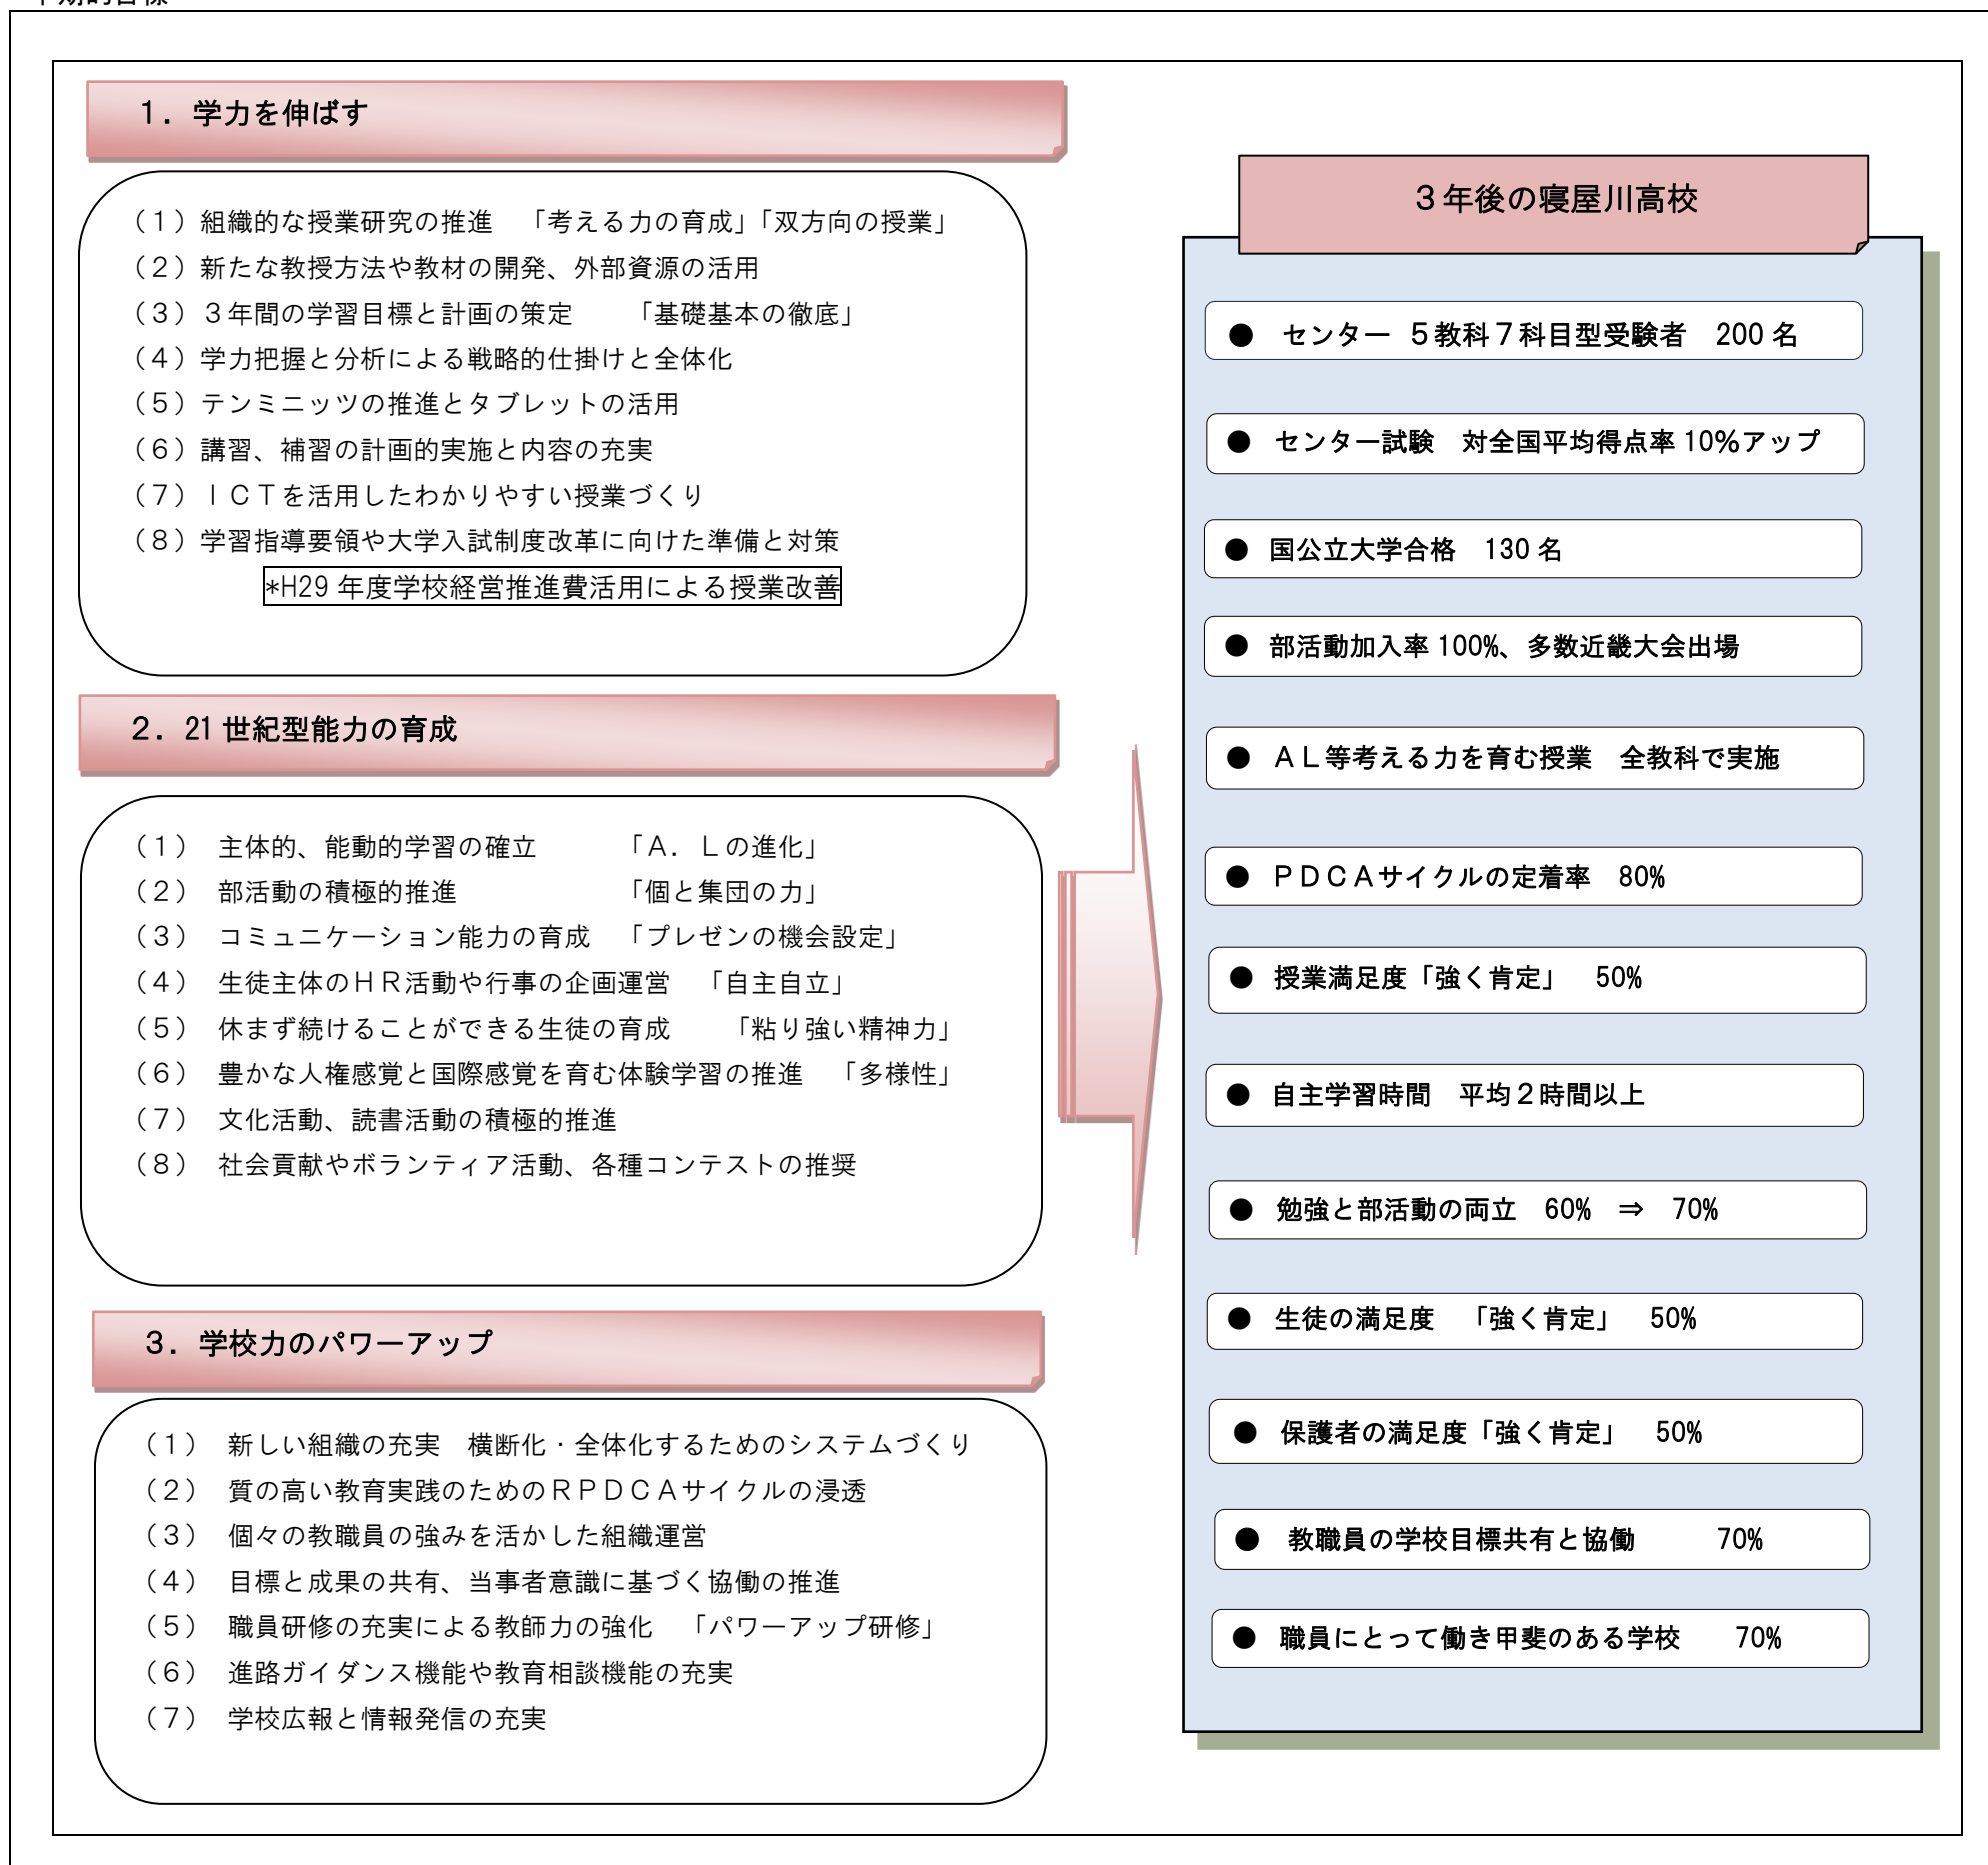 １．学力を伸ばす
（１）組織的な授業研究の推進　「考える力の育成」「双方向の授業」
（２）新たな教授方法や教材の開発、外部資源の活用
（３）３年間の学習目標と計画の策定　　「基礎基本の徹底」
（４）学力把握と分析による戦略的仕掛けと全体化
（５）テンミニッツの推進とタブレットの活用
（６）講習、補習の計画的実施と内容の充実
（７）ＩＣＴを活用したわかりやすい授業づくり
（８）学習指導要領や大学入試制度改革に向けた準備と対策
*H29年度学校経営推進費活用による授業改善
２．21世紀型能力の育成
（１）　主体的、能動的学習の確立　　　「Ａ．Ｌの進化」
（２）　部活動の積極的推進　　　　　　「個と集団の力」
（３）　コミュニケーション能力の育成　「プレゼンの機会設定」
（４）　生徒主体のＨＲ活動や行事の企画運営　「自主自立」
（５）　休まず続けることができる生徒の育成　　「粘り強い精神力」
（６）　豊かな人権感覚と国際感覚を育む体験学習の推進　「多様性」
（７）　文化活動、読書活動の積極的推進
（８）　社会貢献やボランティア活動、各種コンテストの推奨
３．学校力のパワーアップ
（１）　新しい組織の充実　横断化・全体化するためのシステムづくり
（２）　質の高い教育実践のためのＲＰＤＣＡサイクルの浸透
（３）　個々の教職員の強みを活かした組織運営
（４）　目標と成果の共有、当事者意識に基づく協働の推進
（５）　職員研修の充実による教師力の強化　「パワーアップ研修」
（６）　進路ガイダンス機能や教育相談機能の充実
（７）　学校広報と情報発信の充実
３年後の寝屋川高校
●　センター　５教科７科目型受験者　200名
●　センター試験　対全国平均得点率10％アップ
●　国公立大学合格　130名
●　部活動加入率100%、多数近畿大会出場
●　ＡＬ等考える力を育む授業　全教科で実施
●　ＰＤＣＡサイクルの定着率　80%
●　授業満足度「強く肯定」　50%
●　自主学習時間　平均２時間以上
●　勉強と部活動の両立　60%　⇒　70%
●　生徒の満足度　「強く肯定」　50%
●　保護者の満足度「強く肯定」　50%
●　教職員の学校目標共有と協働　　　70%
●　職員にとって働き甲斐のある学校　　70%